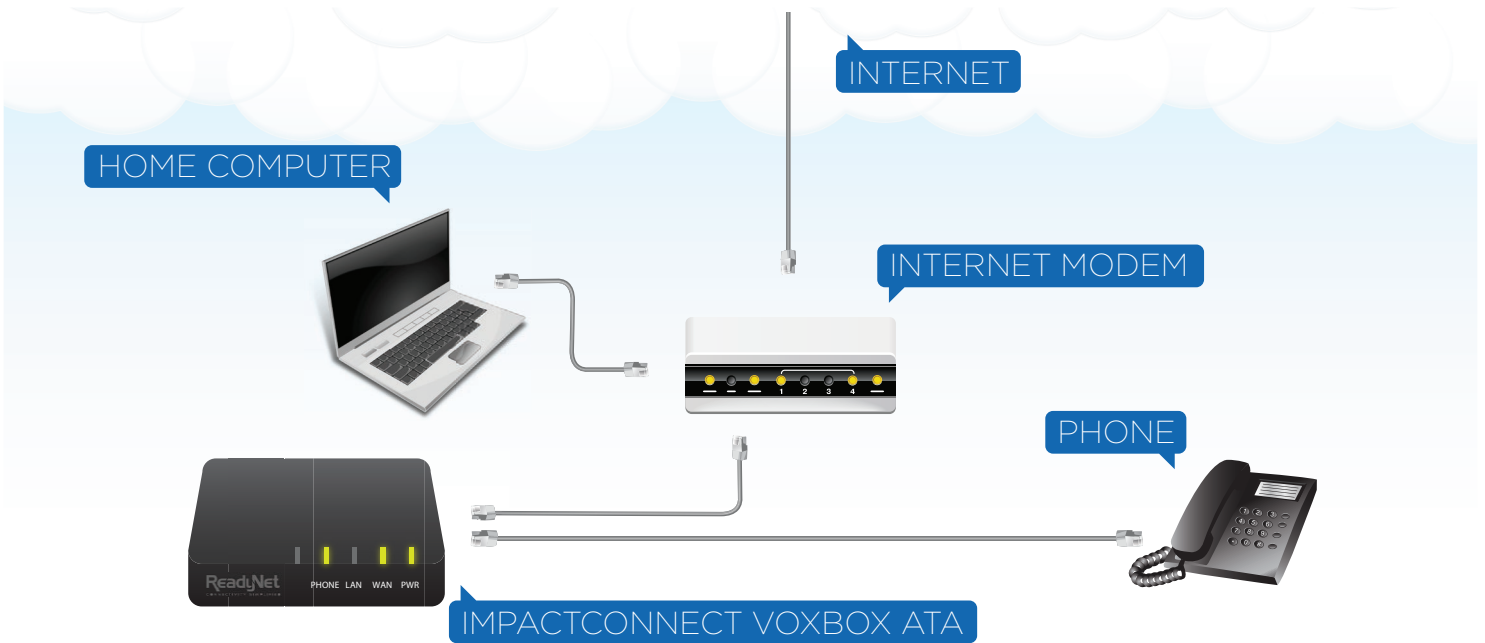 INTERNET
HOME COMPUTER
INTERNET MODEM
1 2 3 4
PHONE
ReadyNet
PHONE LAN WAN PWR
IMPACTCONNECT VOXBOX ATA